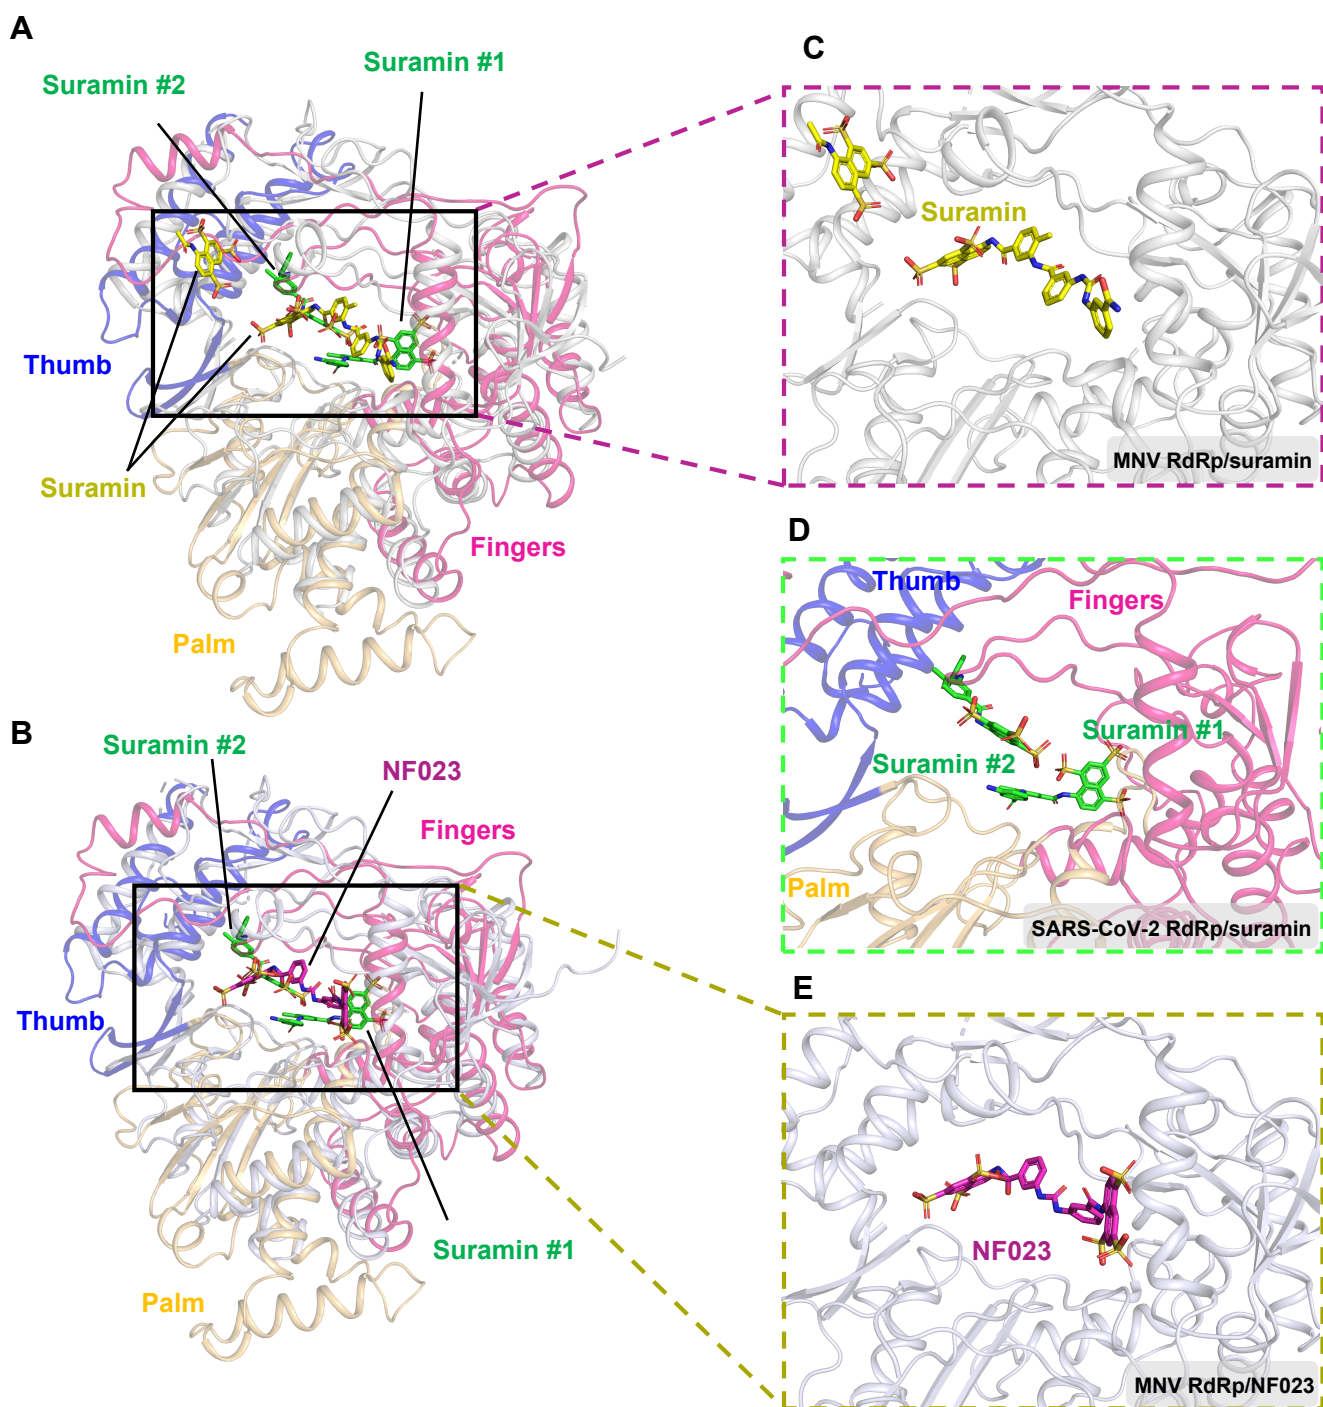 A
Suramin #2
Suramin #1
Thumb
Suramin
Fingers
Palm
B
Suramin #2
NF023
Fingers
Thumb
Suramin #1
Palm
C
Suramin
MNV RdRp/suramin
D
Thumb
Fingers
Suramin #1
Suramin #2
Palm
SARS-CoV-2 RdRp/suramin
E
NF023
MNV RdRp/NF023